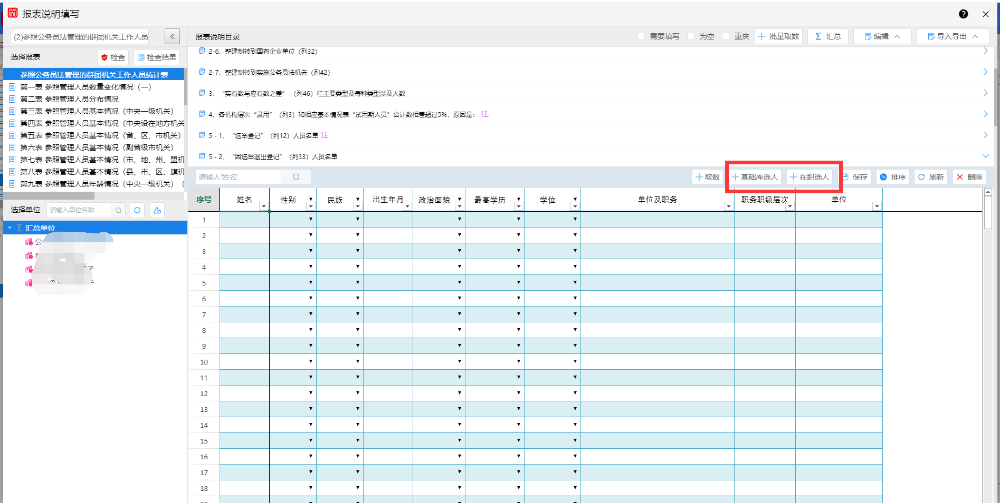 报表说明填写
(2)参照公务员法管理的群团机关工作人员
选择报表 检查 检查结果
参照公务员法管理的群团机关工作人员统计表
第一表 参照管理人员数量变化情况（一）
第二表 参照管理人员分布情况
第三表 参照管理人员基本情况（中央一级机关）
第四表 参照管理人员基本情况（中央设在地方机关
第五表 参照管理人员基本情况（省、区、市机关）
第六表 参照管理人员基本情况（副省级市机关）
第七表 参照管理人员基本情况（市、地、州、盟机
第八表 参照管理人员基本情况（县、市、区、旗机
第九表 参照管理人员年龄情况（中央一级机关）（
选择单位 请输入单位名称
汇总单位
公
报表说明目录 需要填写 为空 重庆 批量取数 汇总 编辑 导入导出
2-6、整建制转到国有企业单位（列32）
2-7、整建制转到实施公务员法机关（列42）
3、“实有数与应有数之差”（列46）栏主要类型及每种类型涉及人数
4、各机构层次“录用”（列3）和相应基本情况表“试用期人员”合计数相差超过5%，原因是： 注
5 - 1、“选举登记”（列12）人员名单 注
5 - 2、“因选举退出登记”（列33）人员名单
请输入'姓名' 取数 基础库选人 在职选人 保存 排序 刷新 删除
序号 姓名 性别 民族 出生年月 政治面貌 最高学历 学位 单位及职务 职务职级层次 单位
1
2
3
4
5
6
7
8
9
10
11
12
13
14
15
16
17
18